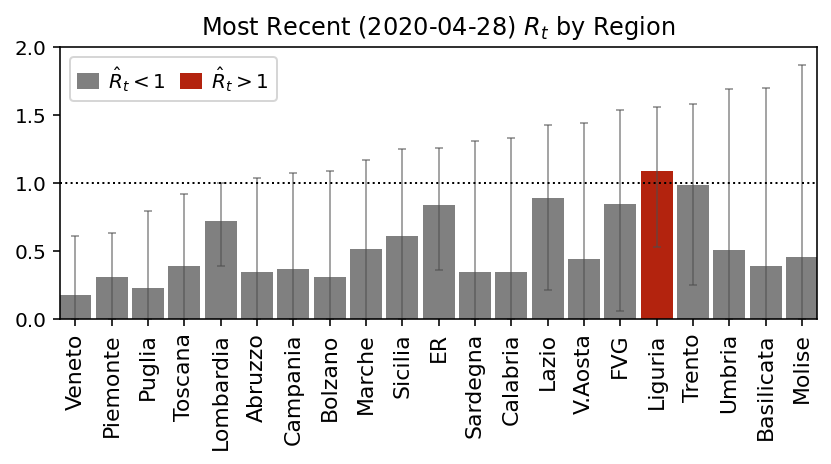 Most Recent (2020-04-28) $R_t$ by Region
$\hat{R}_t < 1$ $\hat{R}_t > 1$
2.0
1.5
1.0
0.5
0.0
Veneto
Piemonte
Puglia
Toscana
Lombardia
Abruzzo
Campania
Bolzano
Marche
Sicilia
ER
Sardegna
Calabria
Lazio
V.Aosta
FVG
Liguria
Trento
Umbria
Basilicata
Molise